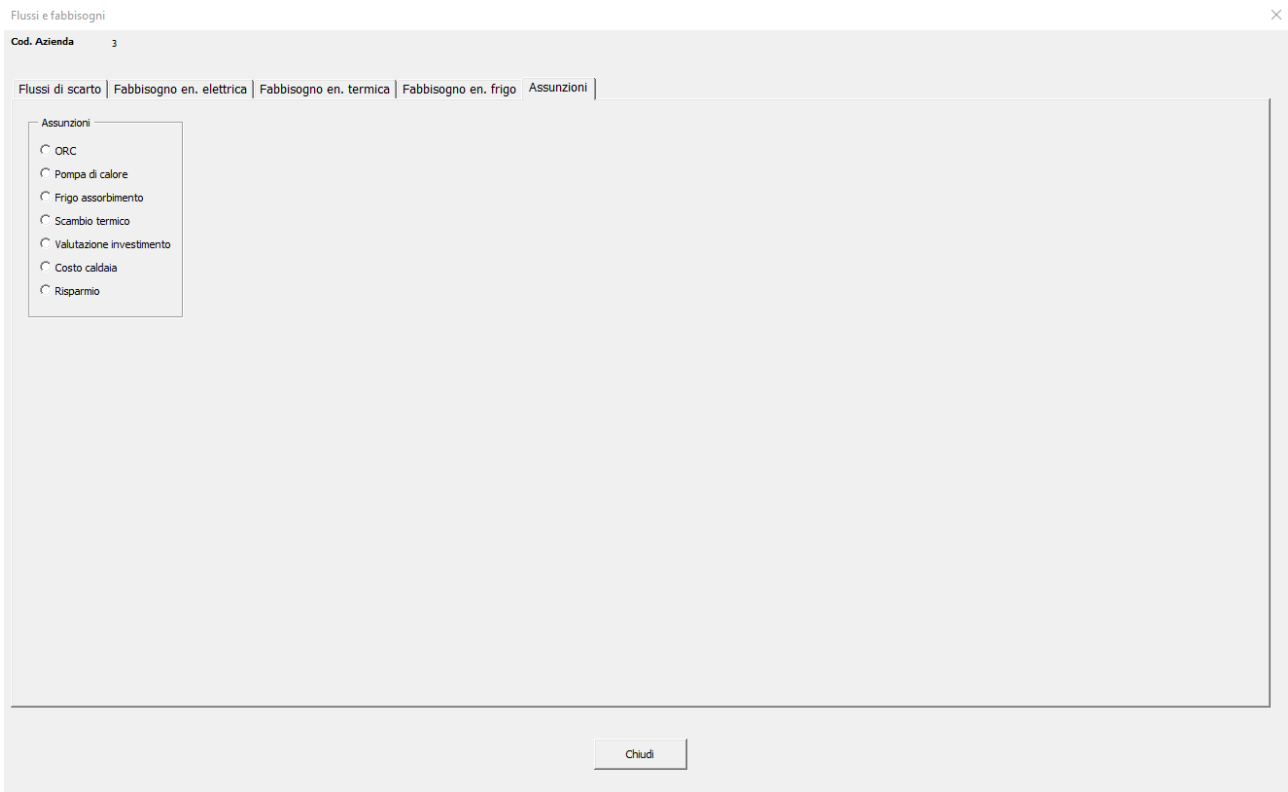 Flussi e fabbisogni
Cod. Azienda 3
Flussi di scarto Fabbisogno en. elettrica Fabbisogno en. termica Fabbisogno en. frigo Assunzioni
Assunzioni
ORC
Pompa di calore
Frigo assorbimento
Scambio termico
Valutazione investimento
Costo caldaia
Risparmio
Chiudi